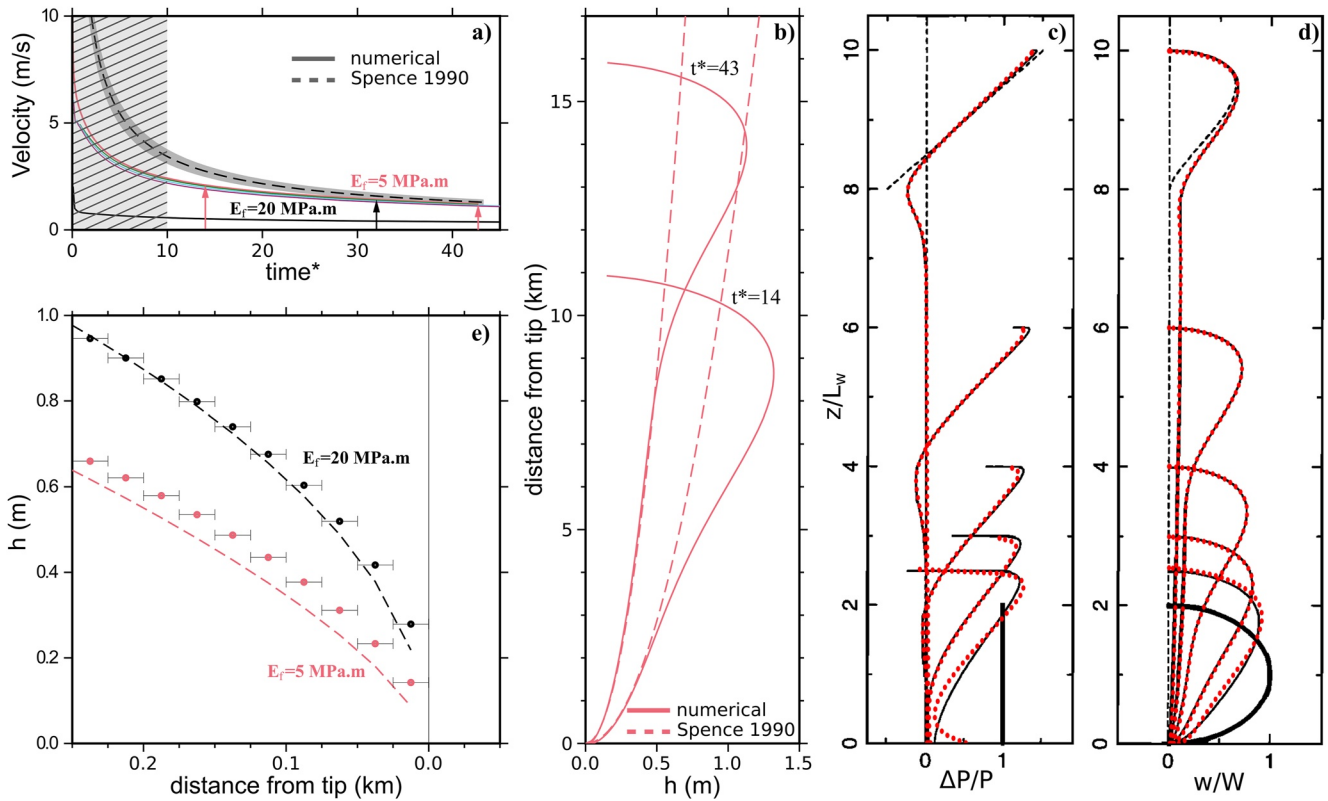 a)
10
5
0
Velocity (m/s)
numerical
Spence 1990
E_f=5 MPa.m
E_f=20 MPa.m
0 10 20 30 40
time*
e)
1.0
0.8
0.6
0.4
0.2
0.0
h (m)
E_f=20 MPa.m
E_f=5 MPa.m
0.2 0.1 0.0
distance from tip (km)
b)
15
10
5
0
distance from tip (km)
t*=43
t*=14
numerical
Spence 1990
0.0 0.5 1.0 1.5
h (m)
c)
10
8
6
4
2
0
z/L_w
0 1
ΔP/P
d)
10
8
6
4
2
0
0 1
w/W